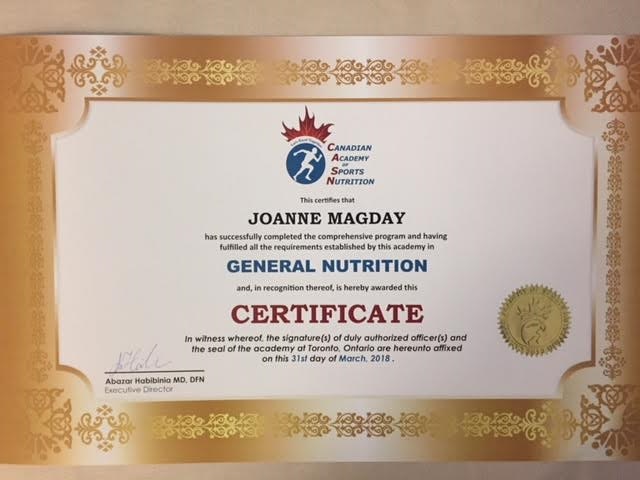 CANADIAN
ACADEMY
OF
SPORTS
NUTRITION
This certifies that
JOANNE MAGDAY
has successfully completed the comprehensive program and having
fulfilled all the requirements established by this academy in
GENERAL NUTRITION
and, in recognition thereof, is hereby awarded this
CERTIFICATE
In witness whereof, the signature(s) of duly authorized officer(s) and
the seal of the academy at Toronto, Ontario are hereunto affixed
on this 31st day of March, 2018 .
Abazar Habibinia MD, DFN
Executive Director